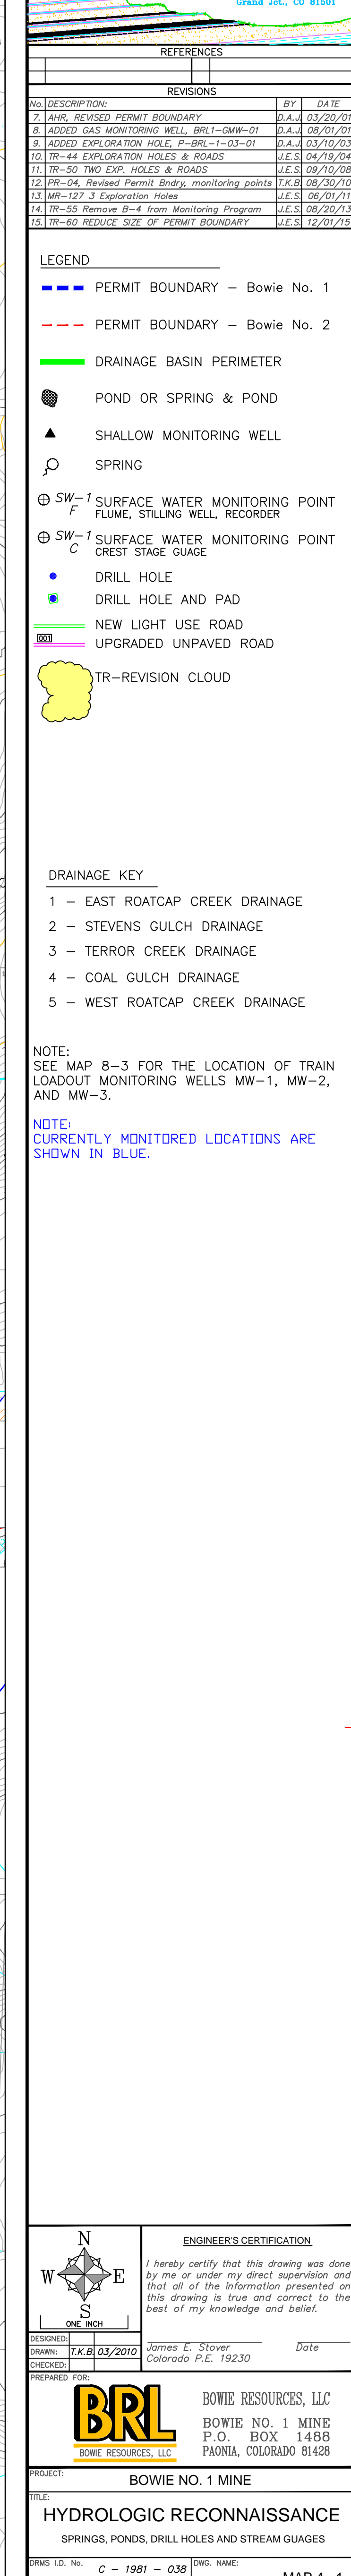 Grand Jct., CO 81501
REFERENCES
REVISIONS
No. DESCRIPTION: BY DATE
7. AHR, REVISED PERMIT BOUNDARY D.A.J. 03/20/01
8. ADDED GAS MONITORING WELL, BRL1-GMW-01 D.A.J. 08/01/01
9. ADDED EXPLORATION HOLE, P-BRL-1-03-01 D.A.J. 03/10/03
10. TR-44 EXPLORATION HOLES & ROADS J.E.S. 04/19/04
11. TR-50 TWO EXP. HOLES & ROADS J.E.S. 09/10/08
12. PR-04, Revised Permit Bndry, monitoring points T.K.B. 08/30/10
13. MR-127 3 Exploration Holes J.E.S. 06/01/11
14. TR-55 Remove B-4 from Monitoring Program J.E.S. 08/20/13
15. TR-60 REDUCE SIZE OF PERMIT BOUNDARY J.E.S. 12/01/15
LEGEND
PERMIT BOUNDARY - Bowie No. 1
PERMIT BOUNDARY - Bowie No. 2
DRAINAGE BASIN PERIMETER
POND OR SPRING & POND
SHALLOW MONITORING WELL
SPRING
SW-1 F SURFACE WATER MONITORING POINT
FLUME, STILLING WELL, RECORDER
SW-1 C SURFACE WATER MONITORING POINT
CREST STAGE GUAGE
DRILL HOLE
DRILL HOLE AND PAD
NEW LIGHT USE ROAD
001 UPGRADED UNPAVED ROAD
TR-REVISION CLOUD
DRAINAGE KEY
1 - EAST ROATCAP CREEK DRAINAGE
2 - STEVENS GULCH DRAINAGE
3 - TERROR CREEK DRAINAGE
4 - COAL GULCH DRAINAGE
5 - WEST ROATCAP CREEK DRAINAGE
NOTE:
SEE MAP 8-3 FOR THE LOCATION OF TRAIN
LOADOUT MONITORING WELLS MW-1, MW-2,
AND MW-3.
NOTE:
CURRENTLY MONITORED LOCATIONS ARE
SHOWN IN BLUE.
N
W E
S
ONE INCH
DESIGNED:
DRAWN: T.K.B. 03/2010
CHECKED:
ENGINEER'S CERTIFICATION
I hereby certify that this drawing was done
by me or under my direct supervision and
that all of the information presented on
this drawing is true and correct to the
best of my knowledge and belief.
James E. Stover Date
Colorado P.E. 19230
PREPARED FOR:
BRL
BOWIE RESOURCES, LLC
BOWIE RESOURCES, LLC
BOWIE NO. 1 MINE
P.O. BOX 1488
PAONIA, COLORADO 81428
PROJECT:
BOWIE NO. 1 MINE
TITLE:
HYDROLOGIC RECONNAISSANCE
SPRINGS, PONDS, DRILL HOLES AND STREAM GUAGES
DRMS I.D. No. DWG. NAME:
C - 1981 - 038